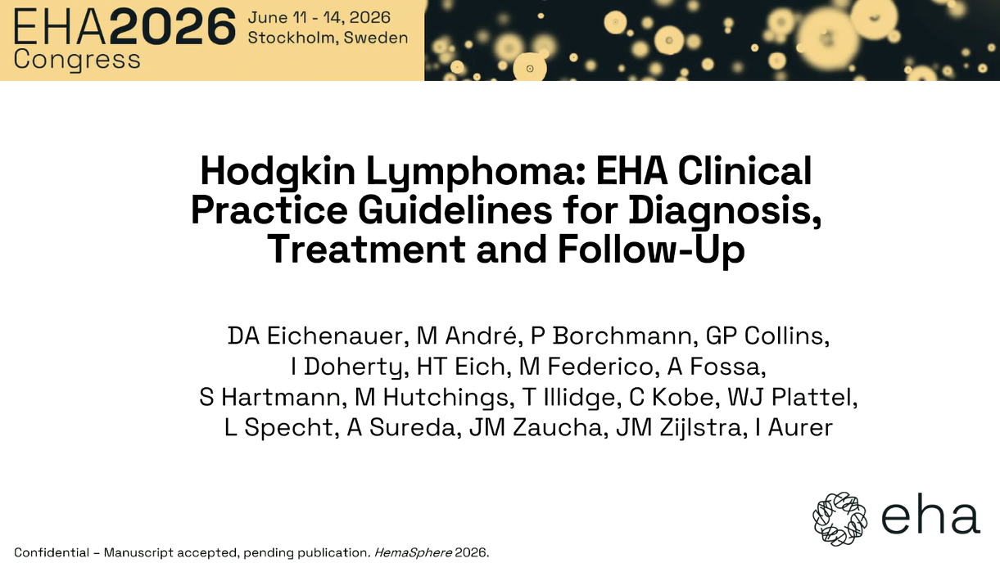 EHA2026
June 11 - 14, 2026
Stockholm, Sweden
Congress
Hodgkin Lymphoma: EHA Clinical
Practice Guidelines for Diagnosis,
Treatment and Follow-Up
DA Eichenauer, M André, P Borchmann, GP Collins,
I Doherty, HT Eich, M Federico, A Fossa,
S Hartmann, M Hutchings, T Illidge, C Kobe, WJ Plattel,
L Specht, A Sureda, JM Zaucha, JM Zijlstra, I Aurer
eha
Confidential – Manuscript accepted, pending publication. HemaSphere 2026.